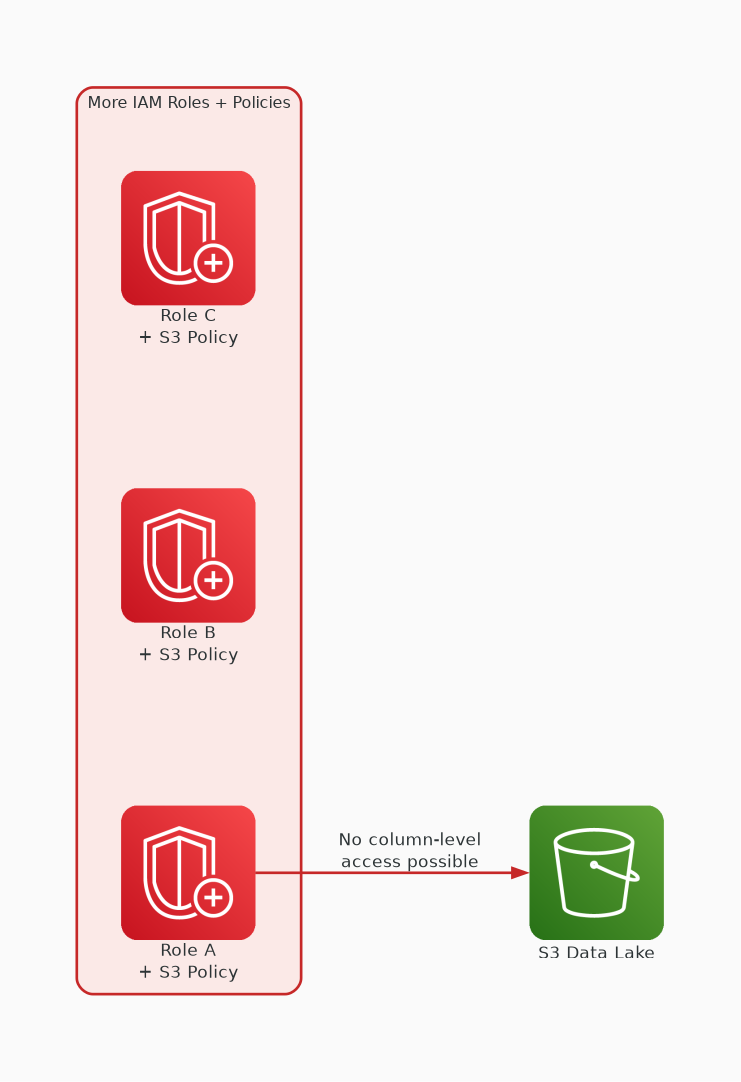 More IAM Roles + Policies
Role C
+ S3 Policy
Role B
+ S3 Policy
No column-level
access possible
Role A
+ S3 Policy
S3 Data Lake